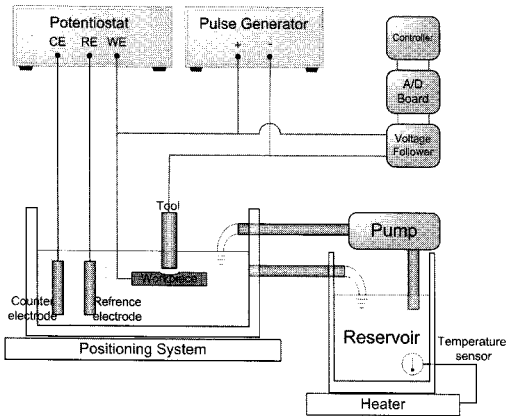 Potentiostat
CE RE WE
Pulse Generator
+ -
Controller
A/D
Board
Voltage
Follower
Tool
Pump
Workpiece
Counter
electrode
Refrence
electrode
Positioning System
Reservoir
Temperature
sensor
Heater